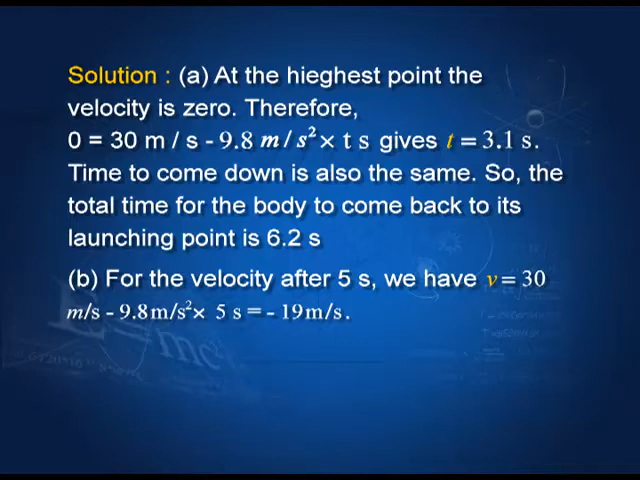 Solution : (a) At the hieghest point the
velocity is zero. Therefore,
0 = 30 m / s - 9.8 m / s² × t s gives t = 3.1 s.
Time to come down is also the same. So, the
total time for the body to come back to its
launching point is 6.2 s
(b) For the velocity after 5 s, we have v = 30
m/s - 9.8 m/s² × 5 s = - 19 m/s.